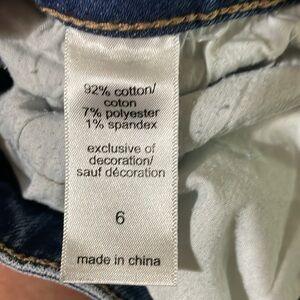 92% cotton/
coton
7% polyester
1% spandex
exclusive of
decoration/
sauf décoration
6
made in china